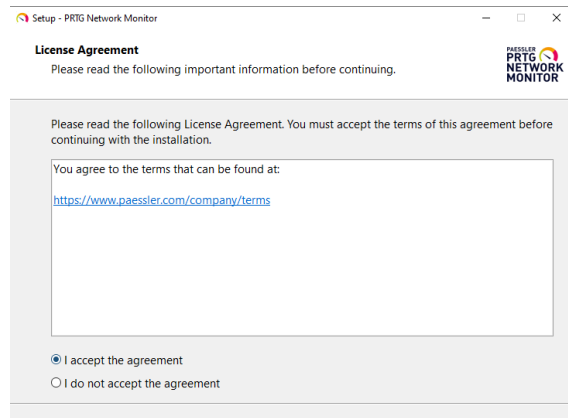 Setup - PRTG Network Monitor
License Agreement
Please read the following important information before continuing.
PAESSLER
PRTG
NETWORK
MONITOR
Please read the following License Agreement. You must accept the terms of this agreement before
continuing with the installation.
You agree to the terms that can be found at:
https://www.paessler.com/company/terms
I accept the agreement
I do not accept the agreement